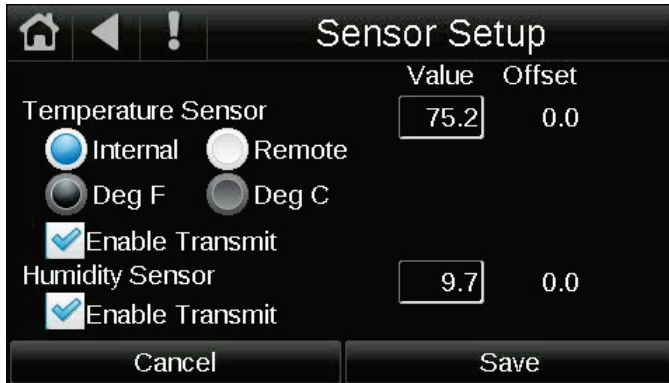 Sensor Setup
Value Offset
Temperature Sensor 75.2 0.0
Internal Remote
Deg F Deg C
Enable Transmit
Humidity Sensor 9.7 0.0
Enable Transmit
Cancel Save